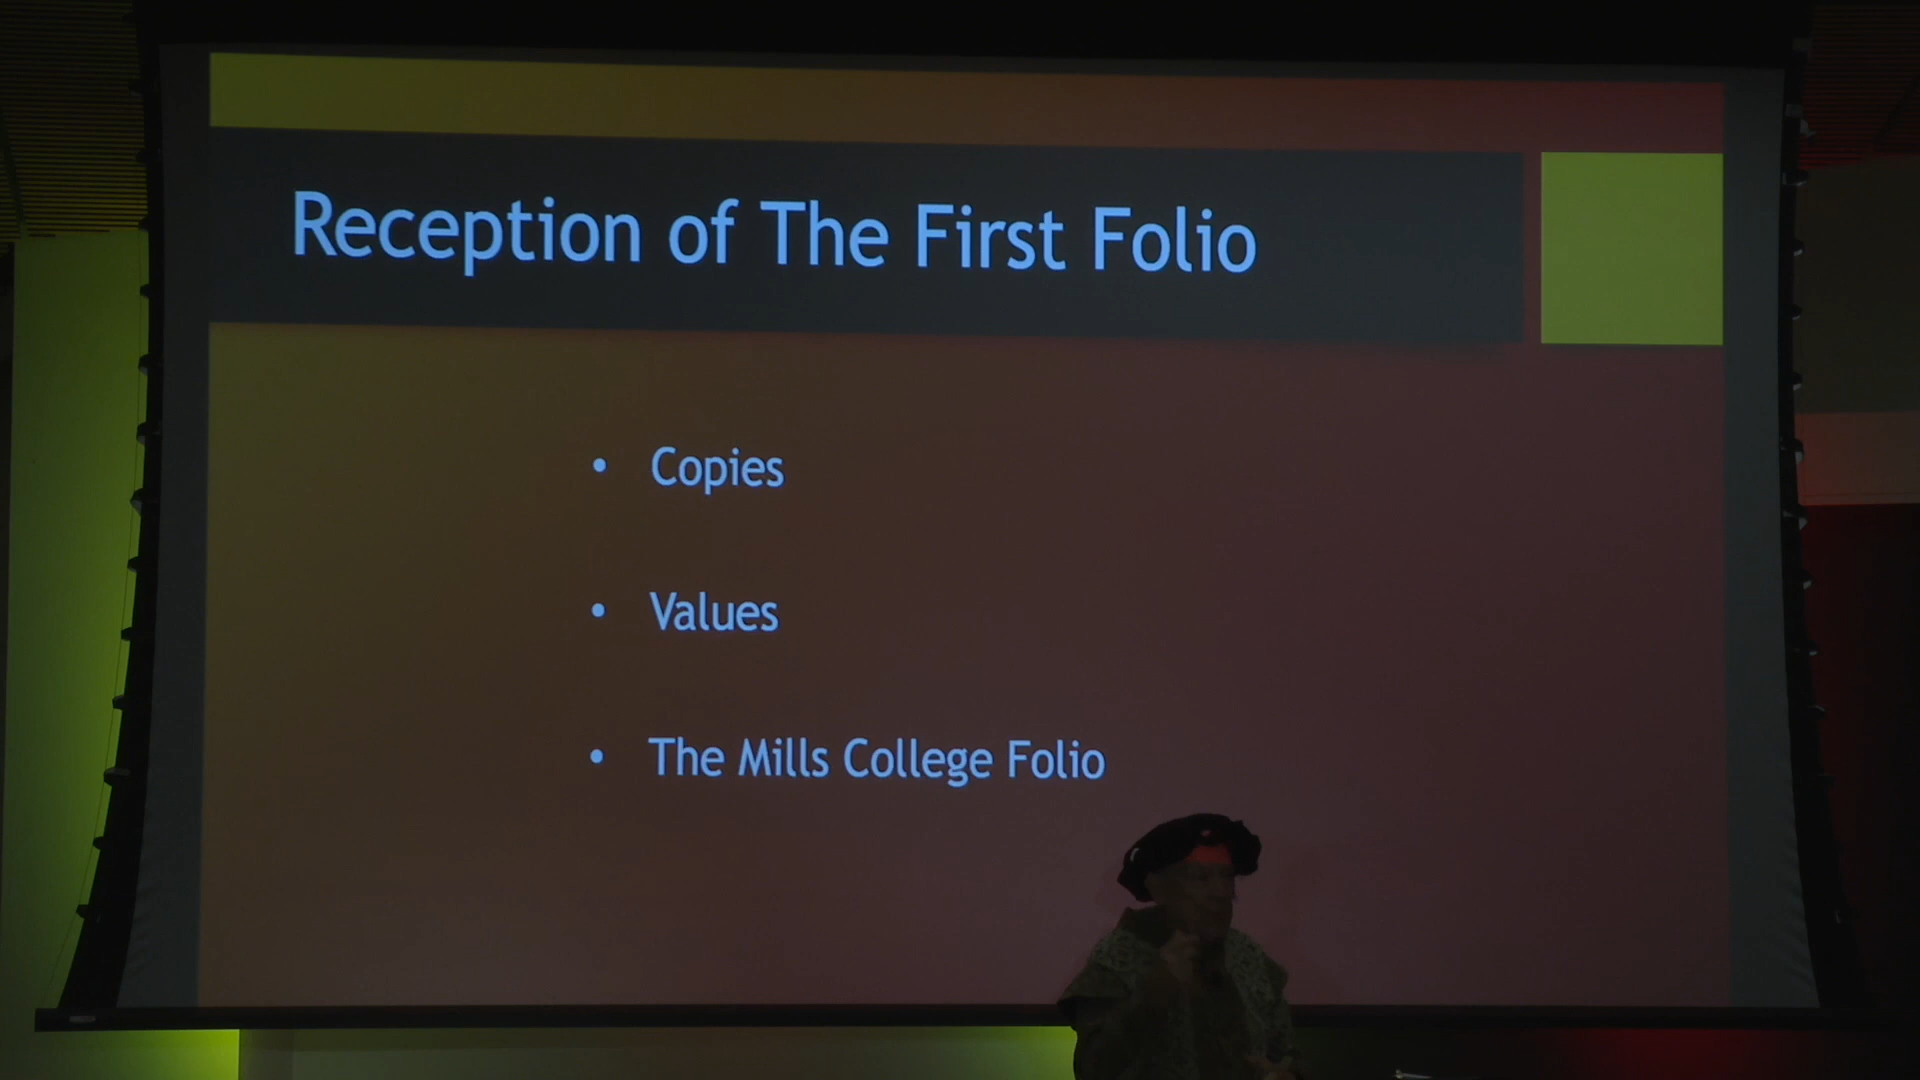 Reception of The First Folio
• Copies
• Values
• The Mills College Folio